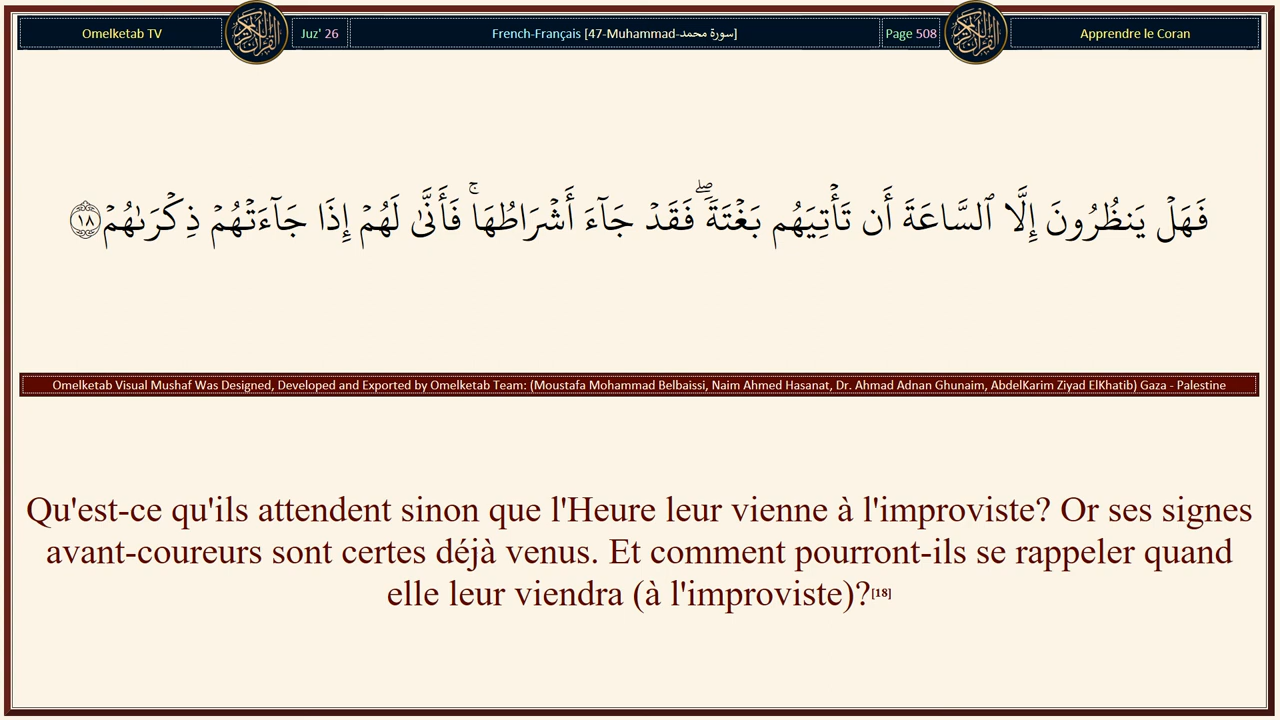 Omelketab TV
Juz' 26
French-Français [47-Muhammad-سورة محمد]
Page 508
Apprendre le Coran
فَهَلۡ يَنظُرُونَ إِلَّا ٱلسَّاعَةَ أَن تَأۡتِيَهُم بَغۡتَةٗۖ فَقَدۡ جَآءَ أَشۡرَاطُهَاۚ فَأَنَّىٰ لَهُمۡ إِذَا جَآءَتۡهُمۡ ذِكۡرَىٰهُمۡ ١٨
Omelketab Visual Mushaf Was Designed, Developed and Exported by Omelketab Team: (Moustafa Mohammad Belbaissi, Naim Ahmed Hasanat, Dr. Ahmad Adnan Ghunaim, AbdelKarim Ziyad ElKhatib) Gaza - Palestine
Qu'est-ce qu'ils attendent sinon que l'Heure leur vienne à l'improviste? Or ses signes
avant-coureurs sont certes déjà venus. Et comment pourront-ils se rappeler quand
elle leur viendra (à l'improviste)?[18]